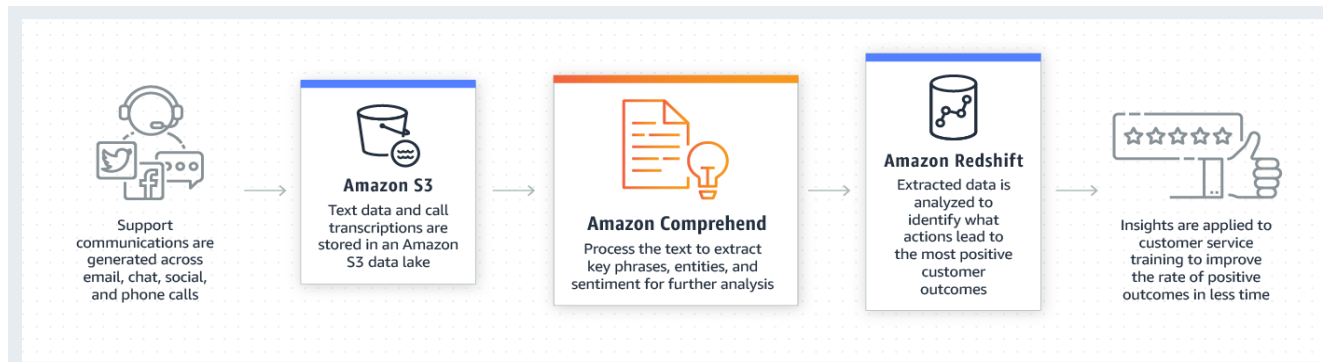 Support
communications are
generated across
email, chat, social,
and phone calls
Amazon S3
Text data and call
transcriptions are
stored in an Amazon
S3 data lake
Amazon Comprehend
Process the text to extract
key phrases, entities, and
sentiment for further analysis
Amazon Redshift
Extracted data is
analyzed to
identify what
actions lead to
the most positive
customer
outcomes
Insights are applied to
customer service
training to improve
the rate of positive
outcomes in less time